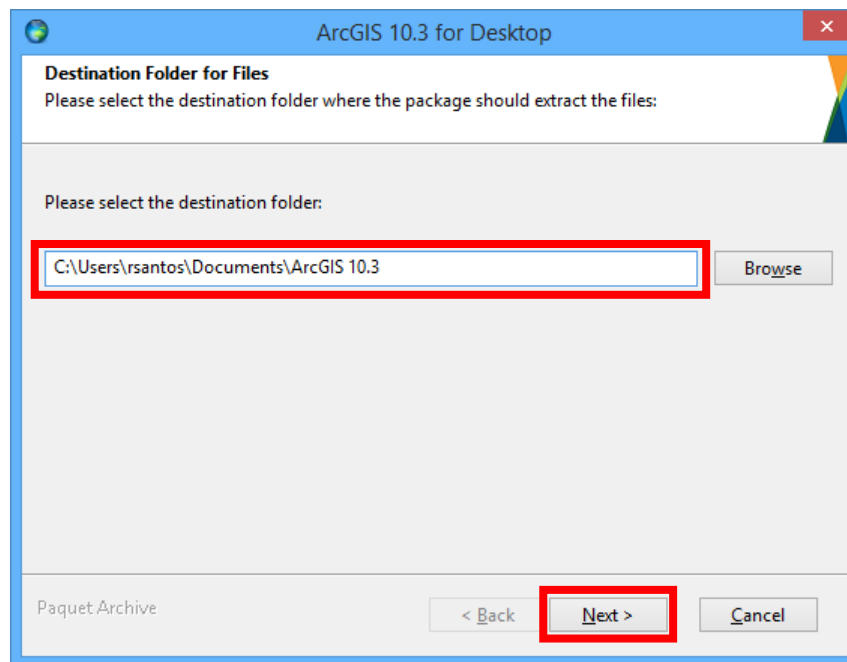 ArcGIS 10.3 for Desktop
Destination Folder for Files
Please select the destination folder where the package should extract the files:
Please select the destination folder:
C:\Users\rsantos\Documents\ArcGIS 10.3
Browse
Paquet Archive
< Back
Next >
Cancel